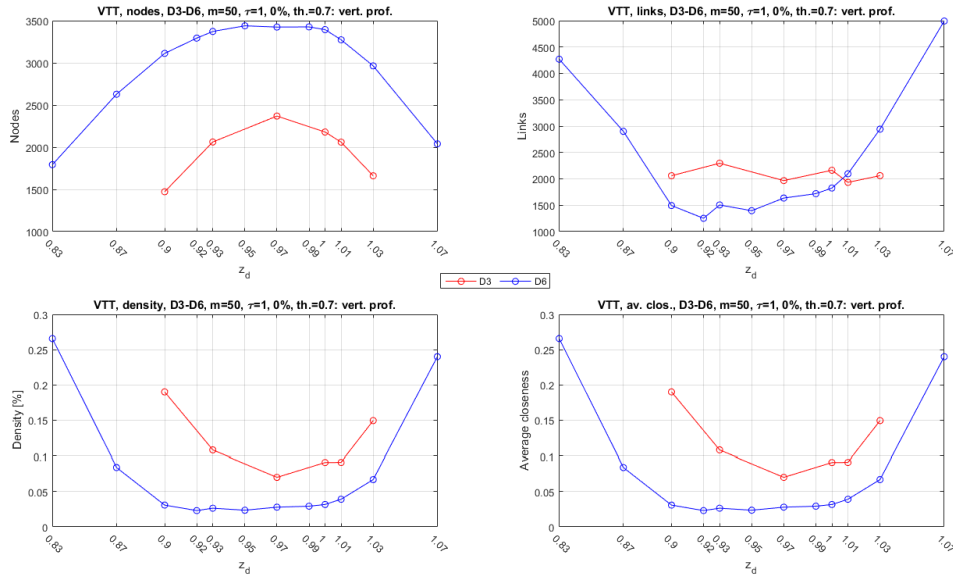 VTT, nodes, D3-D6, m=50, τ=1, 0%, th.=0.7: vert. prof.
3500
3000
2500
2000
1500
1000
Nodes
0.83 0.87 0.9 0.92 0.93 0.95 0.97 0.99 1 1.01 1.03 1.07
z_d
VTT, links, D3-D6, m=50, τ=1, 0%, th.=0.7: vert. prof.
5000
4500
4000
3500
3000
2500
2000
1500
1000
Links
0.83 0.87 0.9 0.92 0.93 0.95 0.97 0.99 1 1.01 1.03 1.07
z_d
D3 D6
VTT, density, D3-D6, m=50, τ=1, 0%, th.=0.7: vert. prof.
0.3
0.25
0.2
0.15
0.1
0.05
0
Density [%]
0.83 0.87 0.9 0.92 0.93 0.95 0.97 0.99 1 1.01 1.03 1.07
z_d
VTT, av. clos., D3-D6, m=50, τ=1, 0%, th.=0.7: vert. prof.
0.3
0.25
0.2
0.15
0.1
0.05
0
Average closeness
0.83 0.87 0.9 0.92 0.93 0.95 0.97 0.99 1 1.01 1.03 1.07
z_d